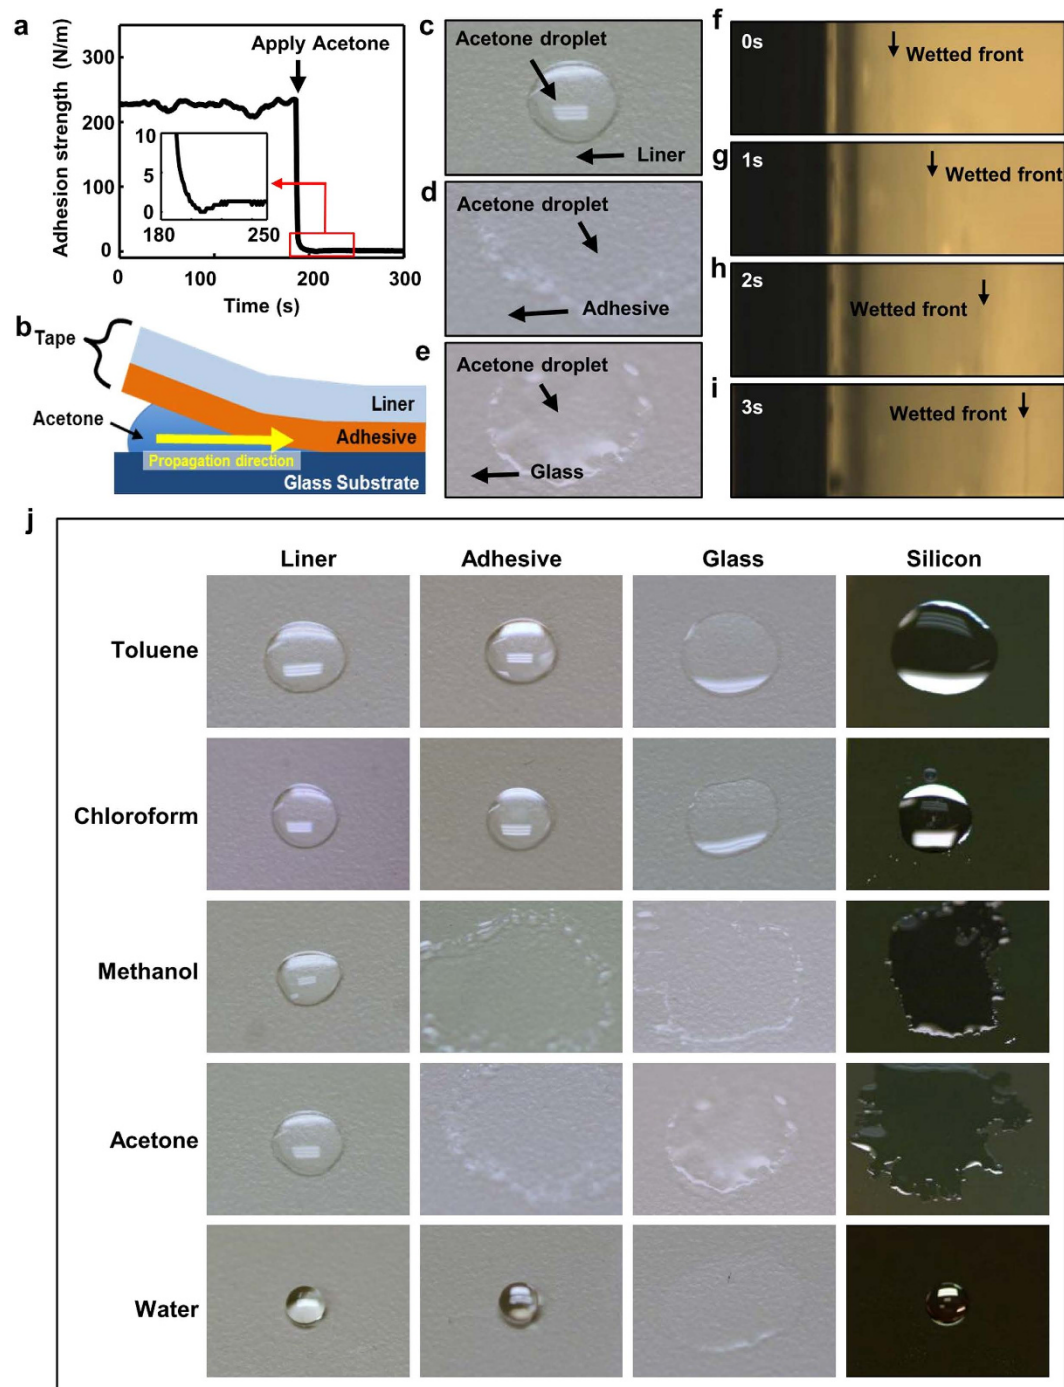 a
Apply Acetone
Adhesion strength (N/m)
300
200
100
0
10
5
0
180
250
0
100
200
300
Time (s)
b
Tape
Liner
Acetone
Adhesive
Propagation direction
Glass Substrate
c
Acetone droplet
Liner
d
Acetone droplet
Adhesive
e
Acetone droplet
Glass
f
0s
Wetted front
g
1s
Wetted front
h
2s
Wetted front
i
3s
Wetted front
j
Liner
Adhesive
Glass
Silicon
Toluene
Chloroform
Methanol
Acetone
Water